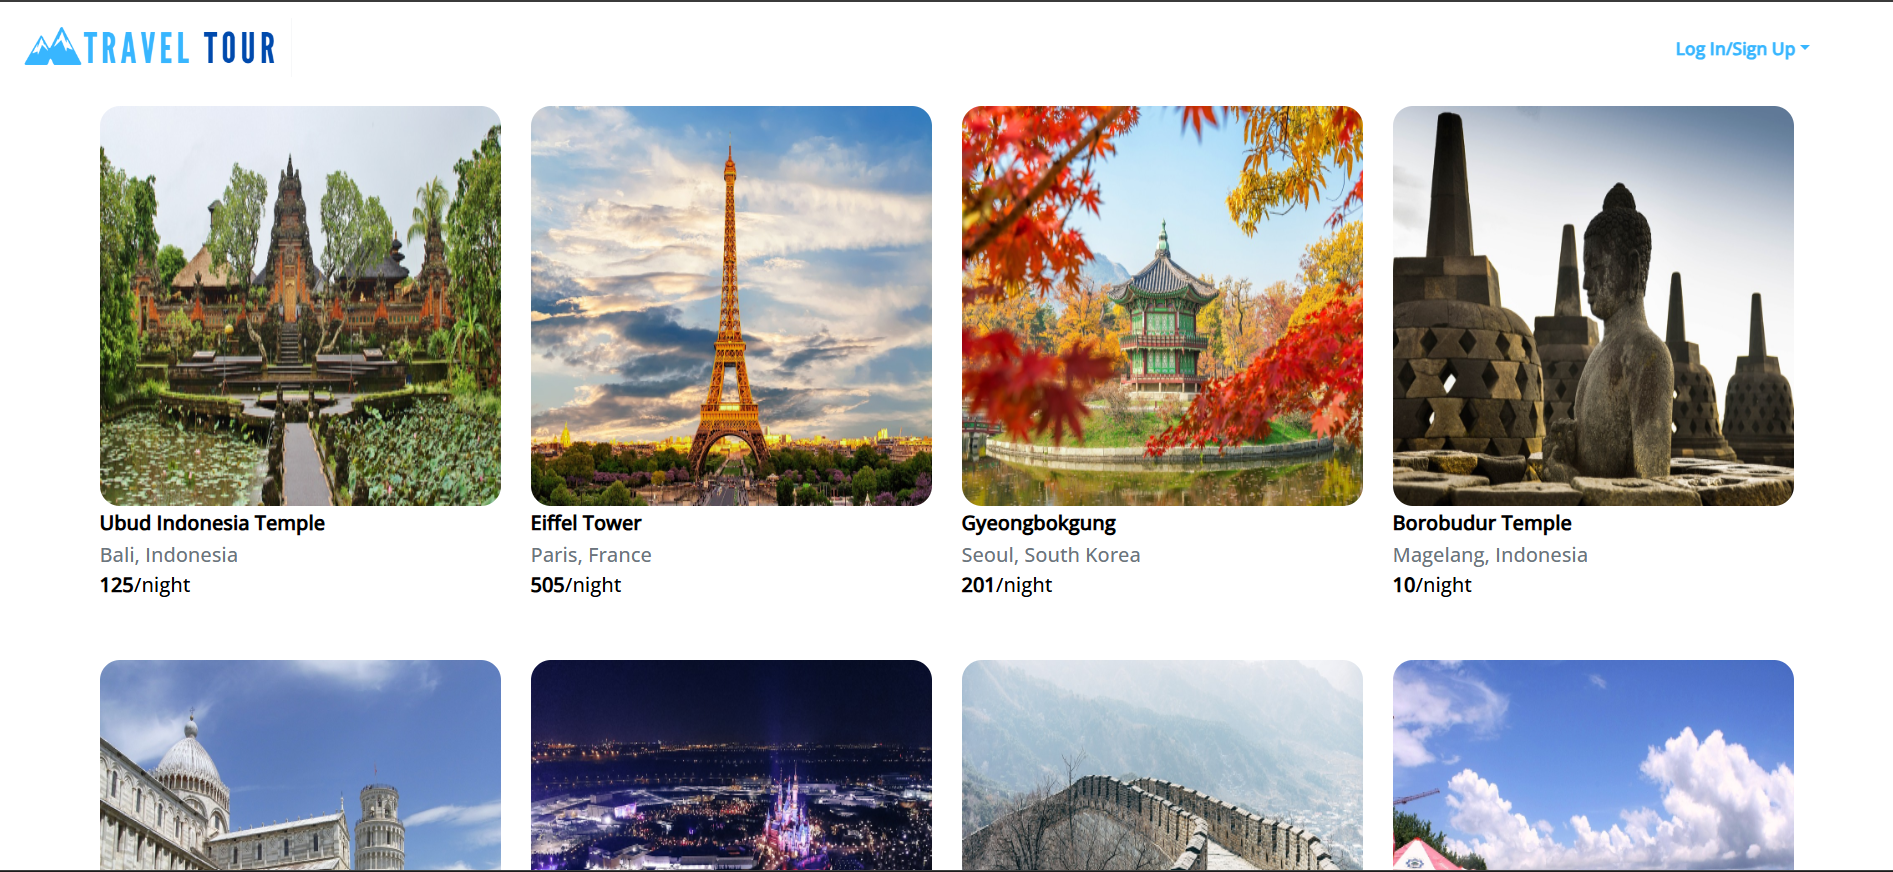 TRAVEL TOUR
Log In/Sign Up
Ubud Indonesia Temple
Bali, Indonesia
125/night
Eiffel Tower
Paris, France
505/night
Gyeongbokgung
Seoul, South Korea
201/night
Borobudur Temple
Magelang, Indonesia
10/night